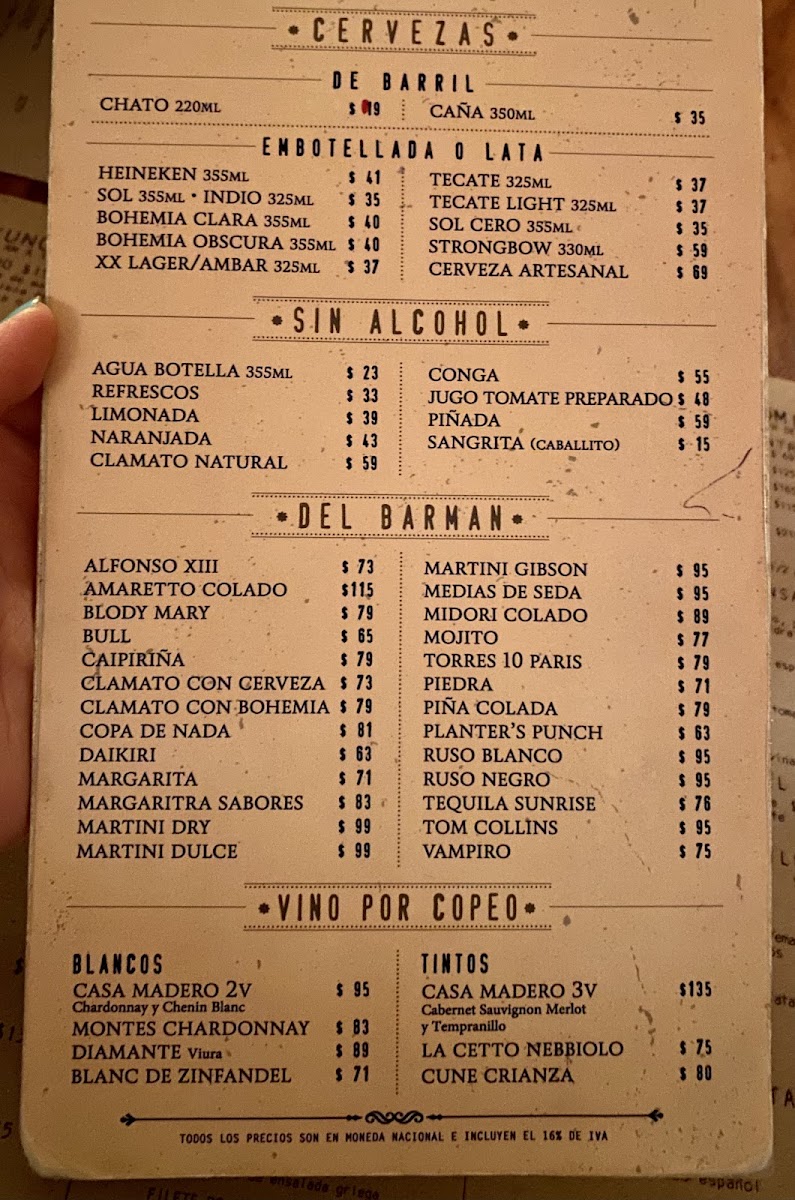 CERVEZAS
DE BARRIL
CHATO 220ML $ 19
CAÑA 350ML $ 35
EMBOTELLADA O LATA
HEINEKEN 355ML $ 41
SOL 355ML • INDIO 325ML $ 35
BOHEMIA CLARA 355ML $ 40
BOHEMIA OBSCURA 355ML $ 40
XX LAGER/AMBAR 325ML $ 37
TECATE 325ML $ 37
TECATE LIGHT 325ML $ 37
SOL CERO 355ML $ 35
STRONGBOW 330ML $ 59
CERVEZA ARTESANAL $ 69
SIN ALCOHOL
AGUA BOTELLA 355ML $ 23
REFRESCOS $ 33
LIMONADA $ 39
NARANJADA $ 43
CLAMATO NATURAL $ 59
CONGA $ 55
JUGO TOMATE PREPARADO $ 48
PIÑADA $ 59
SANGRITA (CABALLITO) $ 15
DEL BARMAN
ALFONSO XIII $ 73
AMARETTO COLADO $115
BLODY MARY $ 79
BULL $ 65
CAIPIRIÑA $ 79
CLAMATO CON CERVEZA $ 73
CLAMATO CON BOHEMIA $ 79
COPA DE NADA $ 81
DAIKIRI $ 63
MARGARITA $ 71
MARGARITRA SABORES $ 83
MARTINI DRY $ 99
MARTINI DULCE $ 99
MARTINI GIBSON $ 95
MEDIAS DE SEDA $ 95
MIDORI COLADO $ 89
MOJITO $ 77
TORRES 10 PARIS $ 79
PIEDRA $ 71
PIÑA COLADA $ 79
PLANTER'S PUNCH $ 63
RUSO BLANCO $ 95
RUSO NEGRO $ 95
TEQUILA SUNRISE $ 76
TOM COLLINS $ 95
VAMPIRO $ 75
VINO POR COPEO
BLANCOS
CASA MADERO 2V $ 95
Chardonnay y Chenin Blanc
MONTES CHARDONNAY $ 83
DIAMANTE Viura $ 89
BLANC DE ZINFANDEL $ 71
TINTOS
CASA MADERO 3V $135
Cabernet Sauvignon Merlot
y Tempranillo
LA CETTO NEBBIOLO $ 75
CUNE CRIANZA $ 80
TODOS LOS PRECIOS SON EN MONEDA NACIONAL E INCLUYEN EL 16% DE IVA
ensalada griega
español